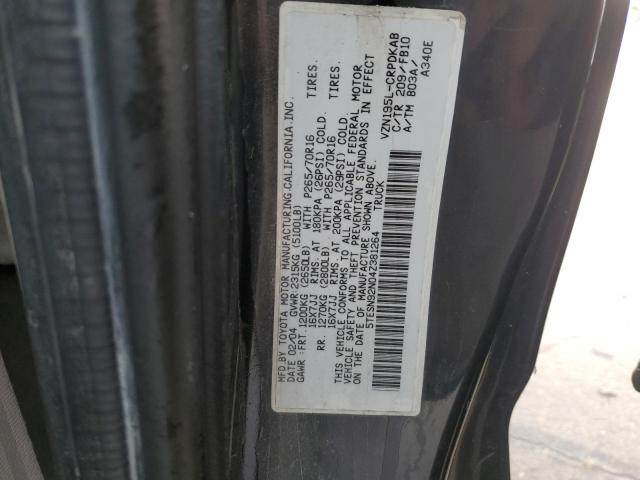 MFD.BY TOYOTA MOTOR MANUFACTURING.CALIFORNIA.INC.
DATE 02/04 GVWR:2315KG (5100LB)
GAWR :FRT.1200KG (2650LB) WITH P265/70R16 TIRES.
16X7JJ RIMS. AT 180KPA (26PSI) COLD.
RR. 1270KG (2800LB) WITH P265/70R16 TIRES.
16X7JJ RIMS. AT 200KPA (29PSI) COLD.
THIS VEHICLE CONFORMS TO ALL APPLICABLE FEDERAL MOTOR
VEHICLE SAFETY AND THEFT PREVENTION STANDARDS IN EFFECT
ON THE DATE OF MANUFACTURE SHOWN ABOVE.
5TESN92N04Z381264 TRUCK
VZN195L-CRPDKAB
C/TR 209/FB10
A/TM B03A/
A340E